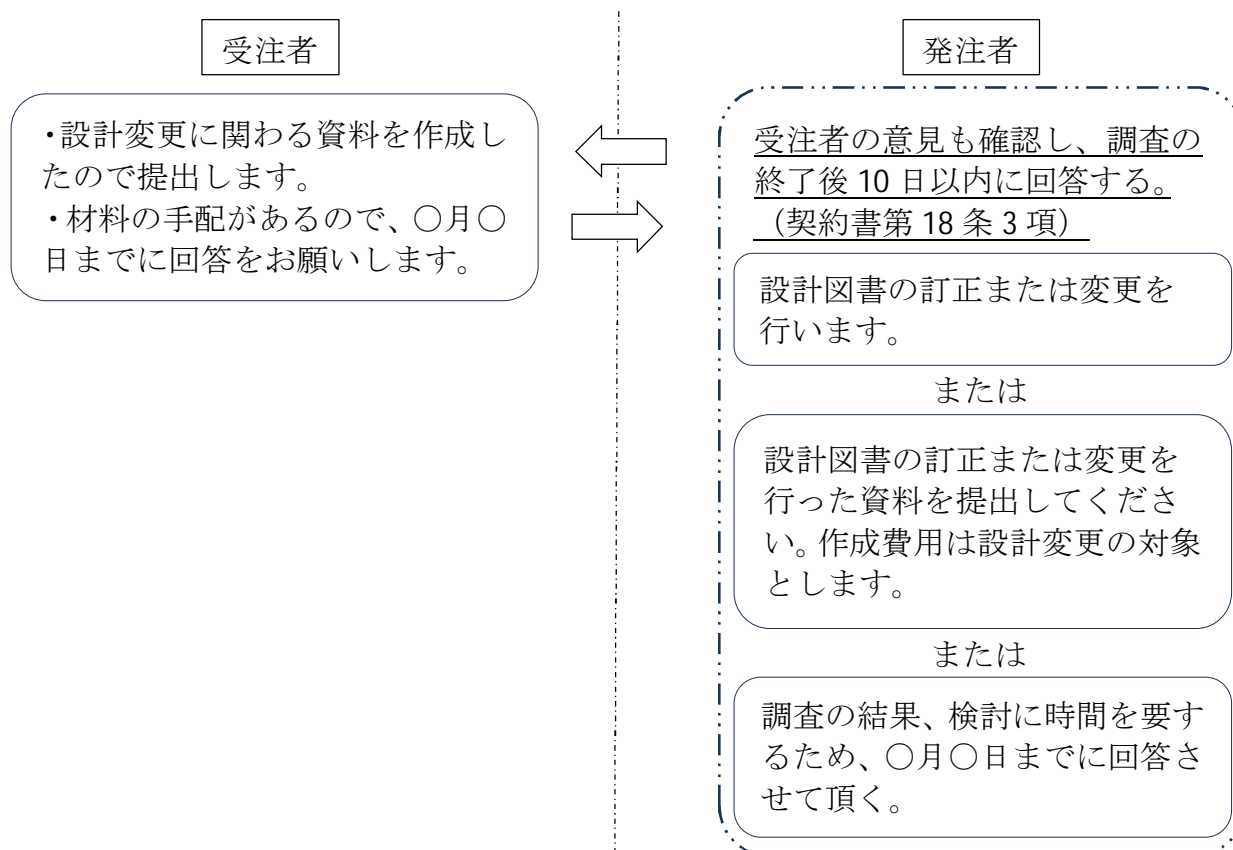 受注者
・設計変更に関わる資料を作成し
たので提出します。
・材料の手配があるので、〇月〇
日までに回答をお願いします。
発注者
受注者の意見も確認し、調査の
終了後 10 日以内に回答する。
（契約書第 18 条 3 項）
設計図書の訂正または変更を
行います。
または
設計図書の訂正または変更を
行った資料を提出してくださ
い。作成費用は設計変更の対象
とします。
または
調査の結果、検討に時間を要す
るため、〇月〇日までに回答さ
せて頂く。